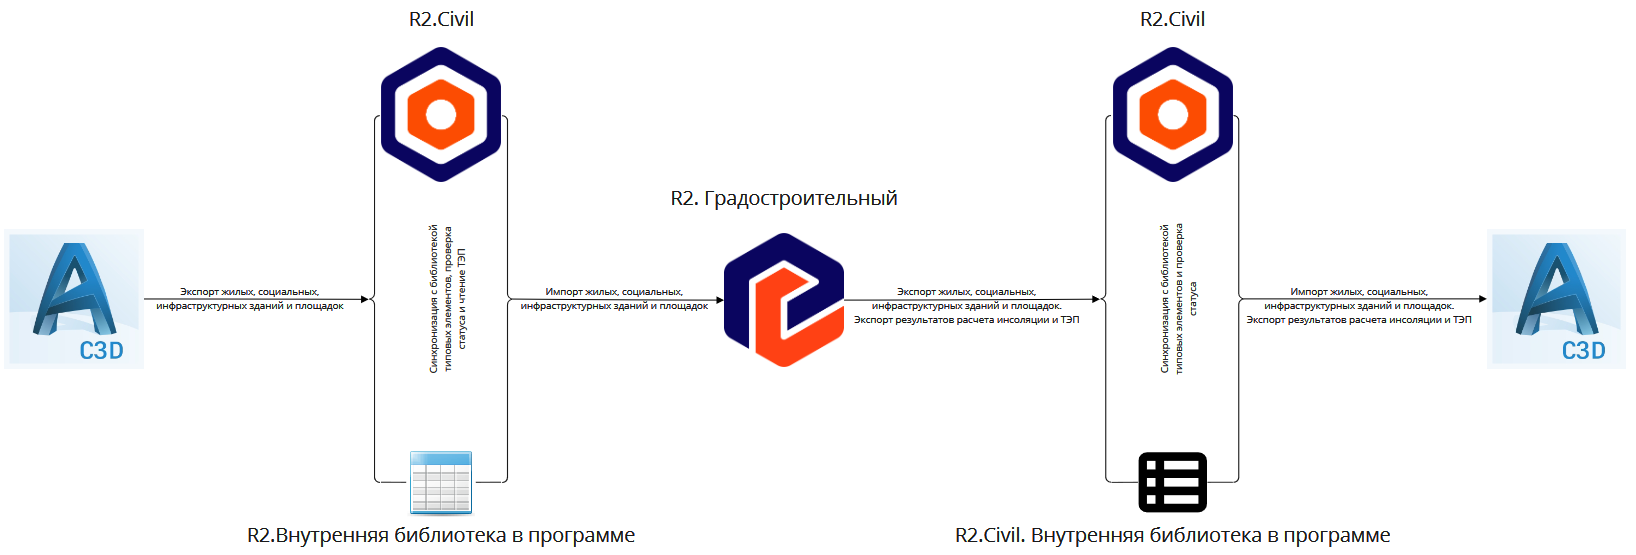 R2.Civil
R2.Civil
R2. Градостроительный
C3D
Экспорт жилых, социальных,
инфраструктурных зданий и площадок
Синхронизация с библиотекой
типовых элементов, проверка
статуса и чтение ТЭП
Импорт жилых, социальных,
инфраструктурных зданий и площадок
Экспорт жилых, социальных,
инфраструктурных зданий и площадок.
Экспорт результатов расчета инсоляции и ТЭП
Синхронизация с библиотекой
типовых элементов и проверка
статуса
Импорт жилых, социальных,
инфраструктурных зданий и площадок.
Экспорт результатов расчета инсоляции и ТЭП
C3D
R2.Внутренняя библиотека в программе
R2.Civil. Внутренняя библиотека в программе